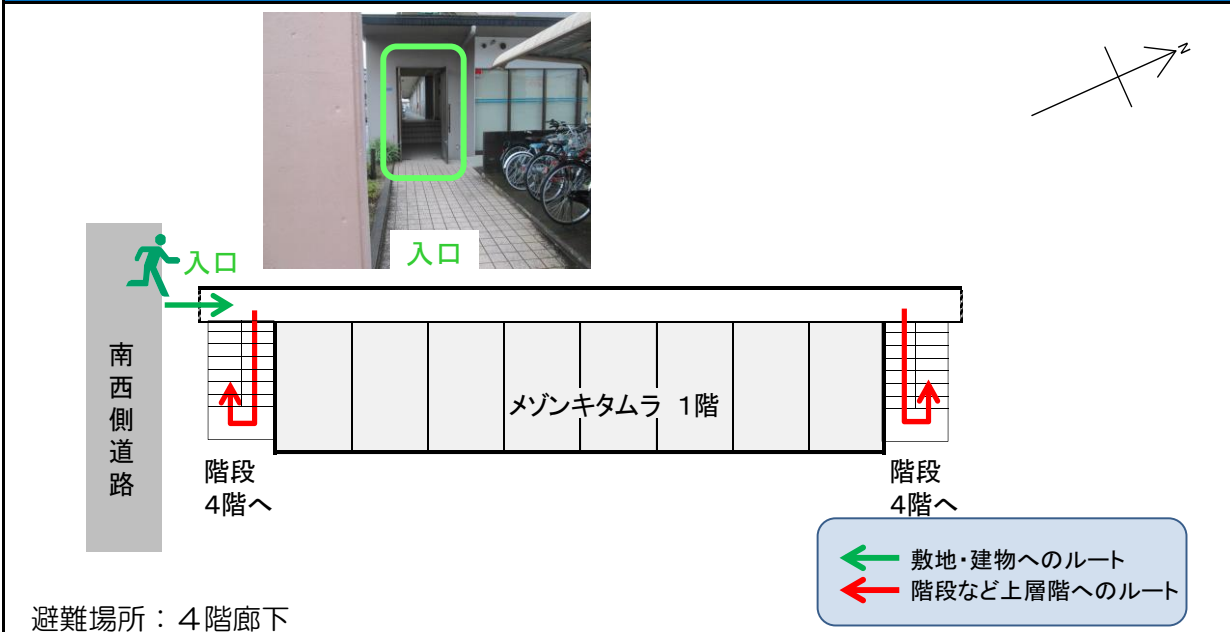 N
入口
入口
南西側道路
メゾンキタムラ 1階
階段
4階へ
階段
4階へ
敷地・建物へのルート
階段など上層階へのルート
避難場所：４階廊下